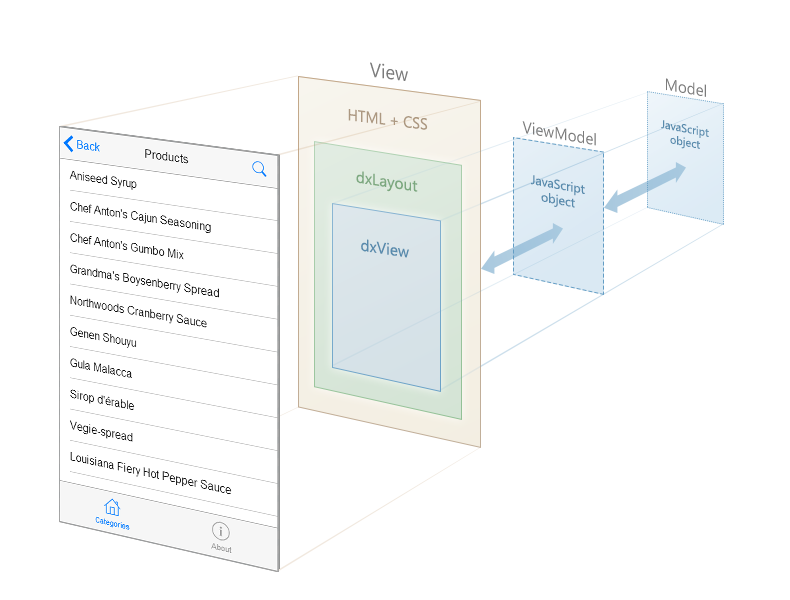 View
HTML + CSS
dxLayout
dxView
ViewModel
JavaScript
object
Model
JavaScript
object
Back
Products
Aniseed Syrup
Chef Anton's Cajun Seasoning
Chef Anton's Gumbo Mix
Grandma's Boysenberry Spread
Northwoods Cranberry Sauce
Genen Shouyu
Gula Malacca
Sirop d'érable
Vegie-spread
Louisiana Fiery Hot Pepper Sauce
Categories
About